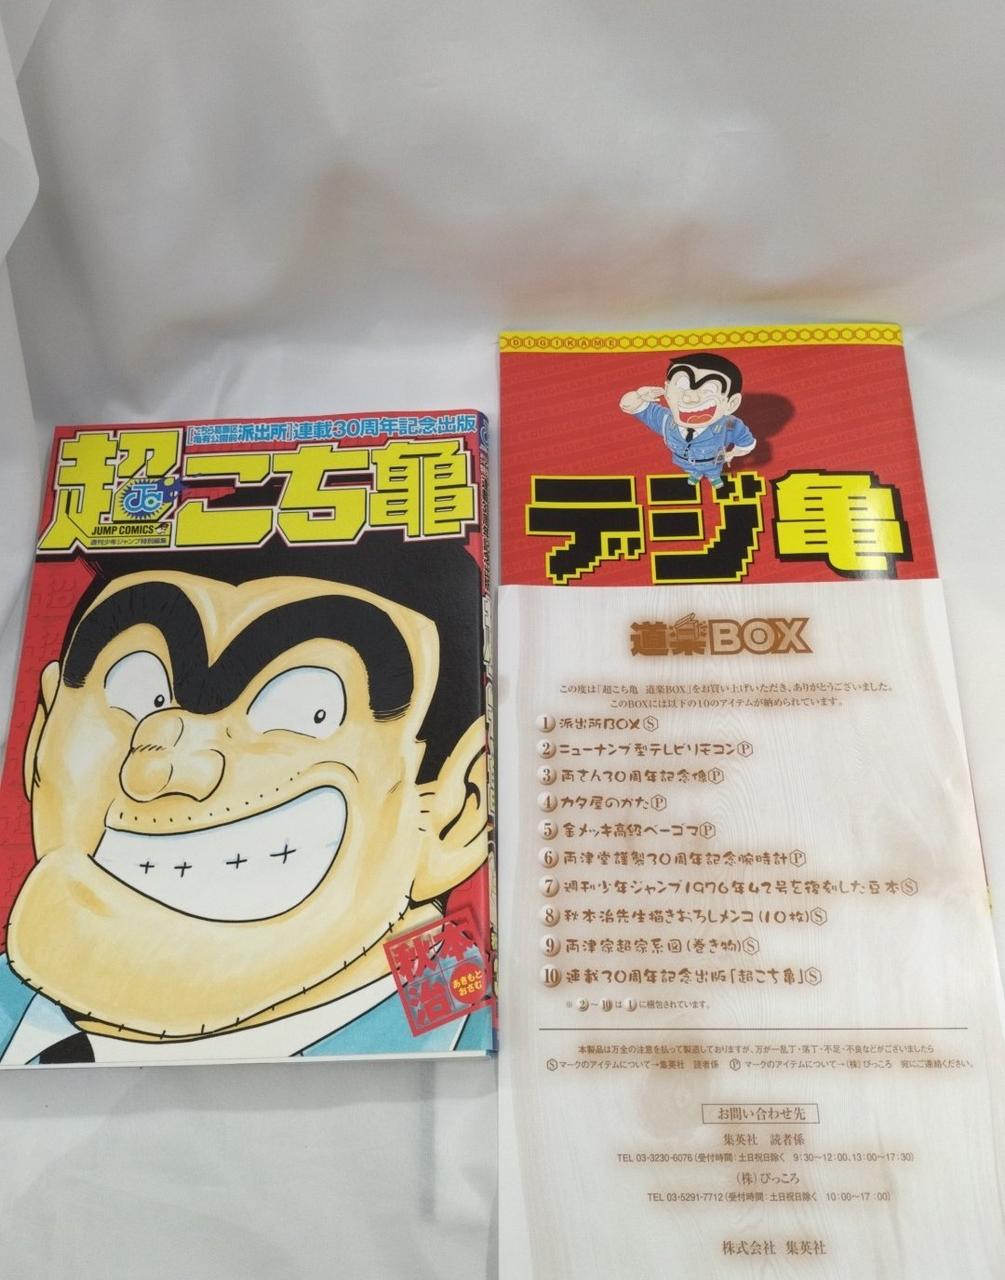 [こちら葛飾区亀有公園前派出所]連載30周年記念出版
超こち亀
JUMP COMICS
週刊少年ジャンプ特別編集
秋本治
あきもと
おさむ
DIGIKAME
デジ亀
道楽BOX
この度は「超こち亀 道楽BOX」をお買い上げいただき、ありがとうございました。
このBOXには以下の10のアイテムが納められています。
1 派出所BOXⓈ
2 ニューナンブ型テレビリモコンⓅ
3 両さん30周年記念像Ⓟ
4 カタ屋のかたⓅ
5 金メッキ高級ベーゴマⓅ
6 両津堂謹製30周年記念腕時計Ⓟ
7 週刊少年ジャンプ1976年42号を復刻した豆本Ⓢ
8 秋本治先生描きおろしメンコ(10枚)Ⓢ
9 両津家超家系図(巻き物)Ⓢ
10 連載30周年記念出版「超こち亀」Ⓢ
※ 2~10は1に梱包されています。
本製品は万全の注意を払って製造しておりますが、万が一乱丁・落丁・不足・不良などがございましたら
Ⓢマークのアイテムについて→集英社 読者係 Ⓟマークのアイテムについて→(株)ぴっころ 宛にご連絡ください。
お問い合わせ先
集英社 読者係
TEL 03-3230-6076(受付時間:土日祝日除く 9:30~12:00、13:00~17:30)
(株)ぴっころ
TEL 03-5291-7712(受付時間:土日祝日除く 10:00~17:00)
株式会社 集英社